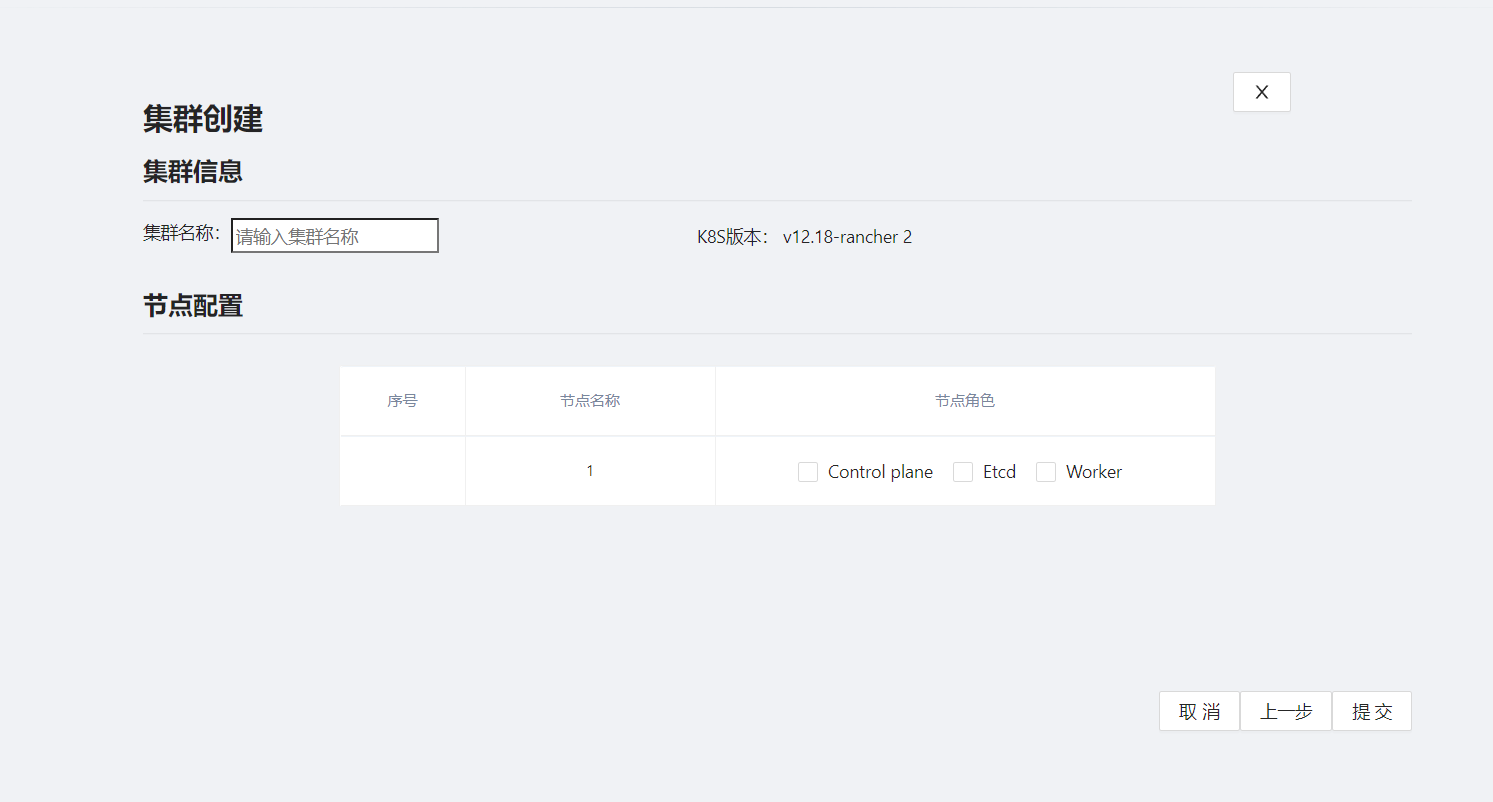 X
集群创建
集群信息
集群名称： 请输入集群名称 K8S版本： v12.18-rancher 2
节点配置
序号 节点名称 节点角色
1 Control plane Etcd Worker
取 消 上一步 提 交